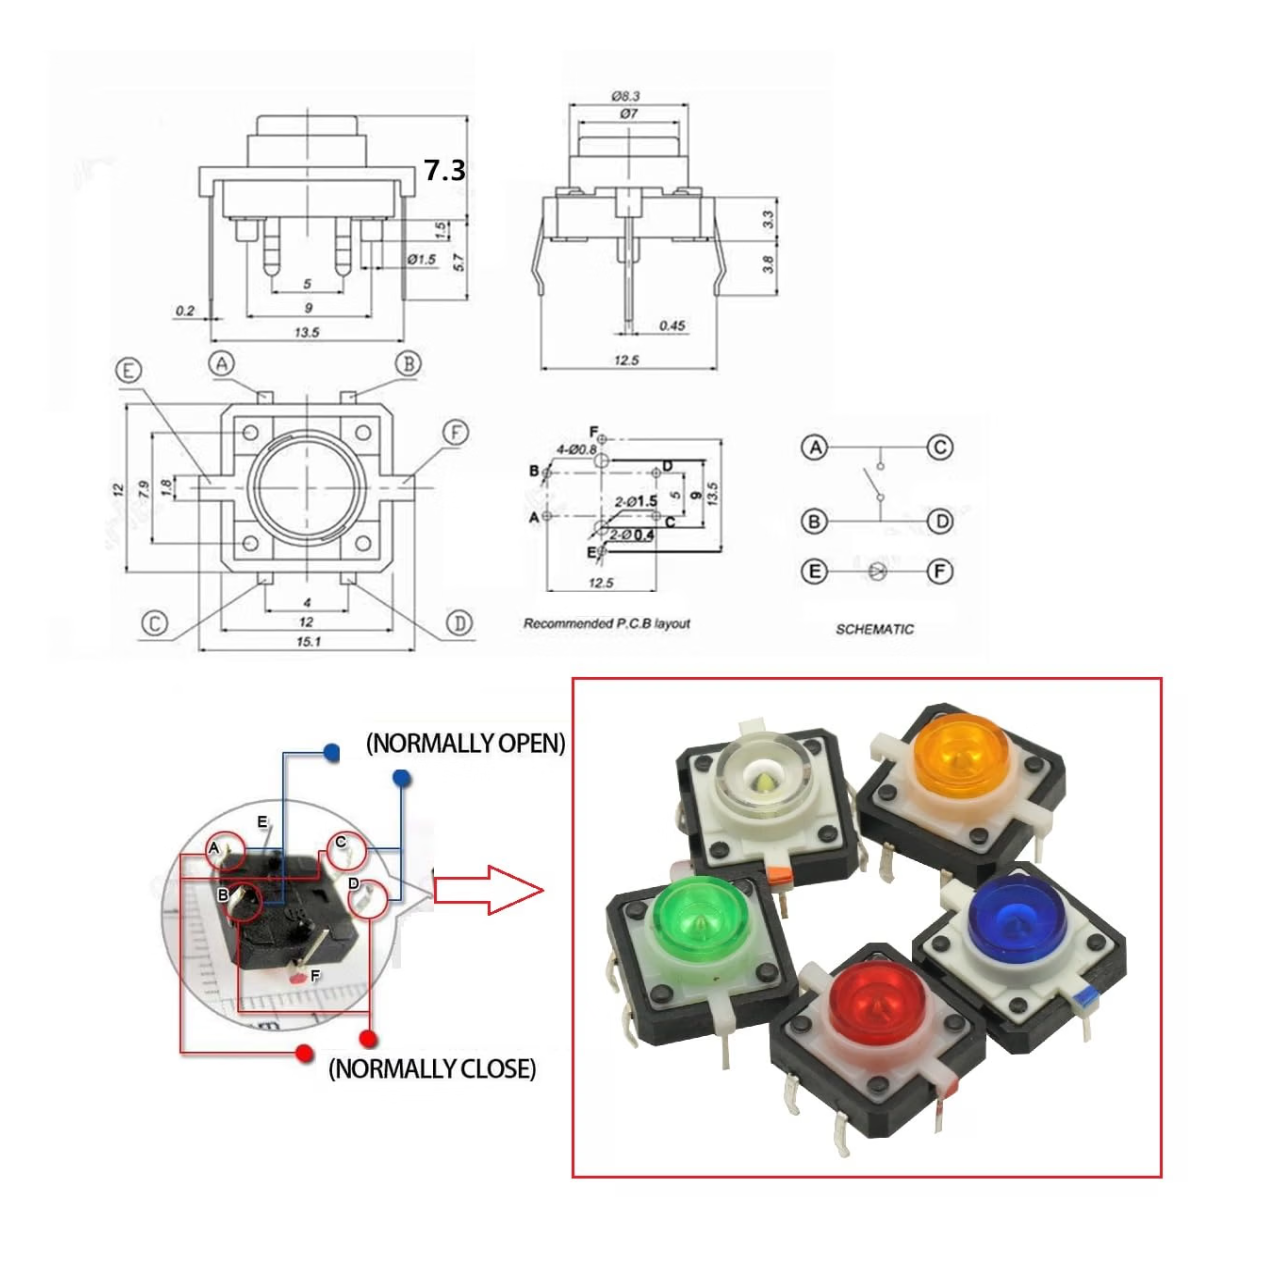 7.3
1.5
5.7
Ø1.5
5
9
0.2
13.5
Ø8.3
Ø7
3.3
3.8
0.45
12.5
E
A
B
F
12
7.9
1.8
C
D
4
12
15.1
F
4-Ø0.8
B
D
2-Ø1.5
5
9
13.5
A
C
2-Ø0.4
E
12.5
Recommended P.C.B layout
A
C
B
D
E
F
SCHEMATIC
(NORMALLY OPEN)
E
A
C
B
D
F
(NORMALLY CLOSE)